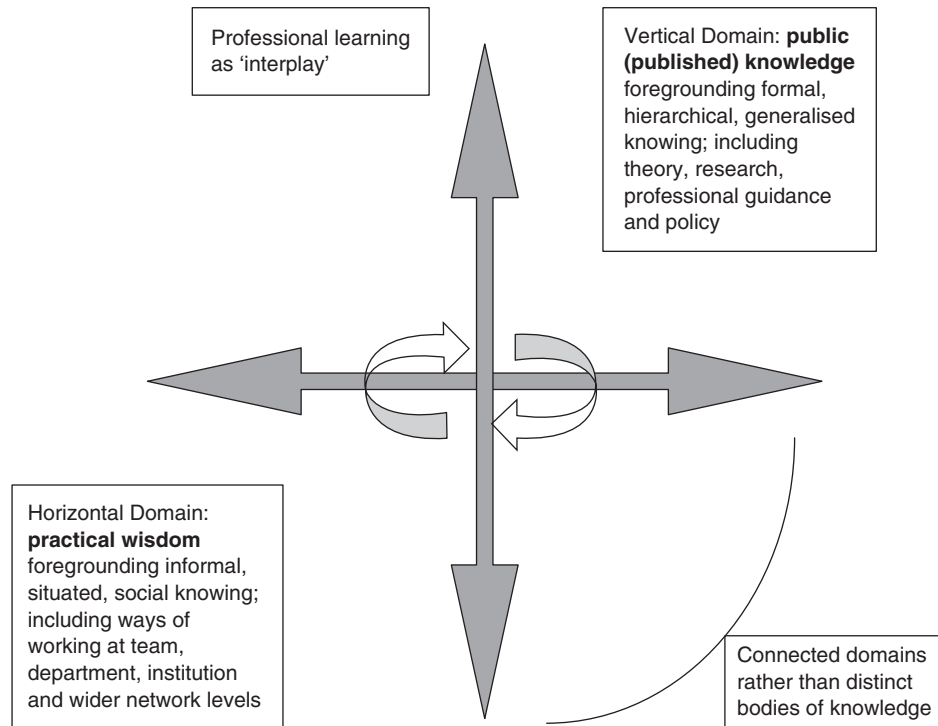 Professional learning
as ‘interplay’
Vertical Domain: public
(published) knowledge
foregrounding formal,
hierarchical, generalised
knowing; including
theory, research,
professional guidance
and policy
Horizontal Domain:
practical wisdom
foregrounding informal,
situated, social knowing;
including ways of
working at team,
department, institution
and wider network levels
Connected domains
rather than distinct
bodies of knowledge